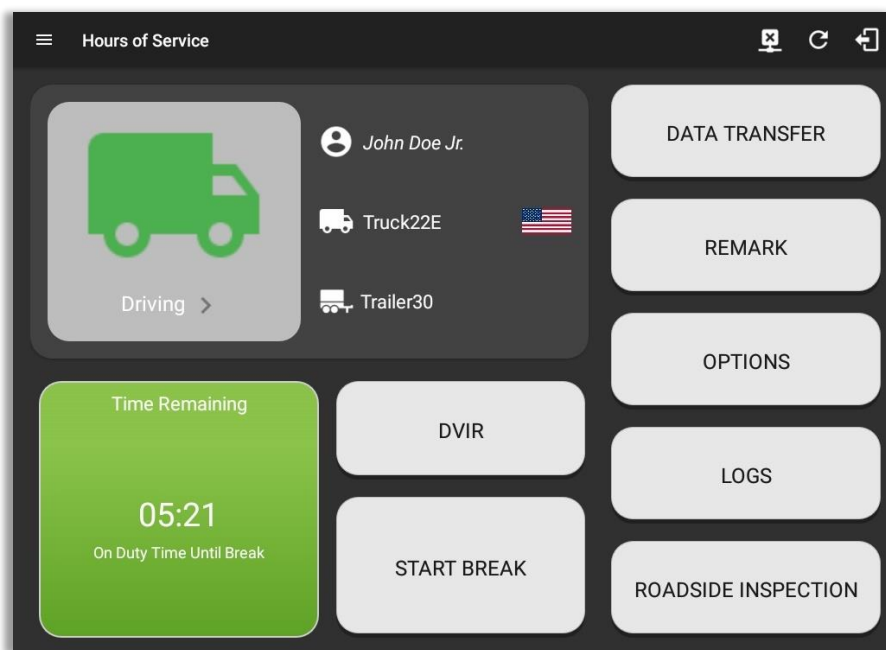 Hours of Service
John Doe Jr.
Truck22E
Driving
Trailer30
Time Remaining
05:21
On Duty Time Until Break
DVIR
START BREAK
DATA TRANSFER
REMARK
OPTIONS
LOGS
ROADSIDE INSPECTION